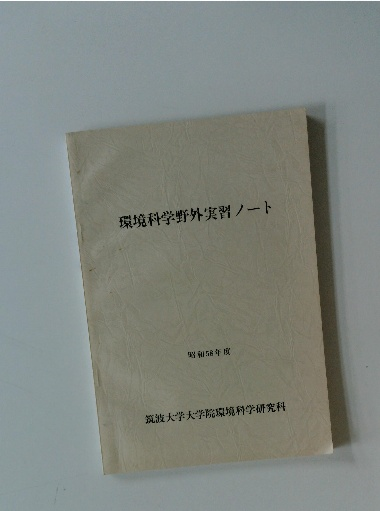 環境科学野外実習ノート
昭和58年度
筑波大学大学院環境科学研究科